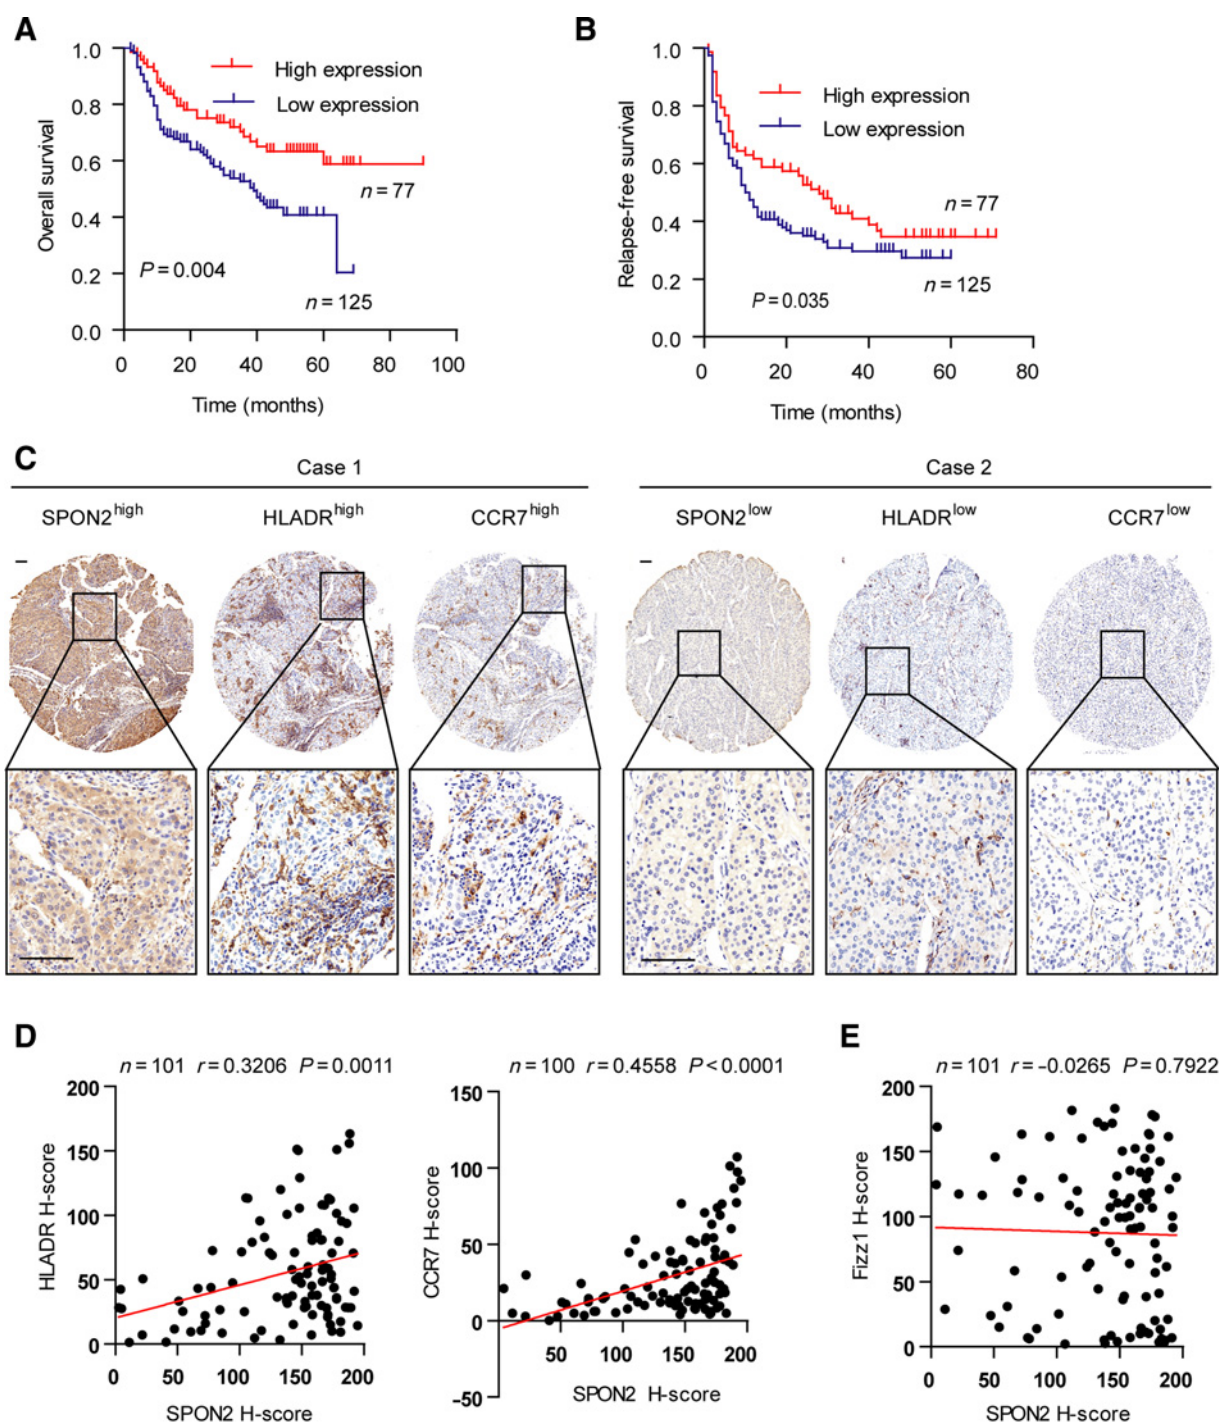 A
1.0
0.8
0.6
0.4
0.2
0.0
Overall survival
High expression
Low expression
n = 77
P = 0.004
n = 125
0
20
40
60
80
100
Time (months)
B
1.0
0.8
0.6
0.4
0.2
0.0
Relapse-free survival
High expression
Low expression
n = 77
n = 125
P = 0.035
0
20
40
60
80
Time (months)
C
Case 1
SPON2high
HLADRhigh
CCR7high
Case 2
SPON2low
HLADRlow
CCR7low
D
n = 101 r = 0.3206 P = 0.0011
200
150
100
50
0
HLADR H-score
0
50
100
150
200
SPON2 H-score
n = 100 r = 0.4558 P < 0.0001
150
100
50
0
−50
CCR7 H-score
50
100
150
200
SPON2 H-score
E
n = 101 r = −0.0265 P = 0.7922
200
150
100
50
0
Fizz1 H-score
0
50
100
150
200
SPON2 H-score